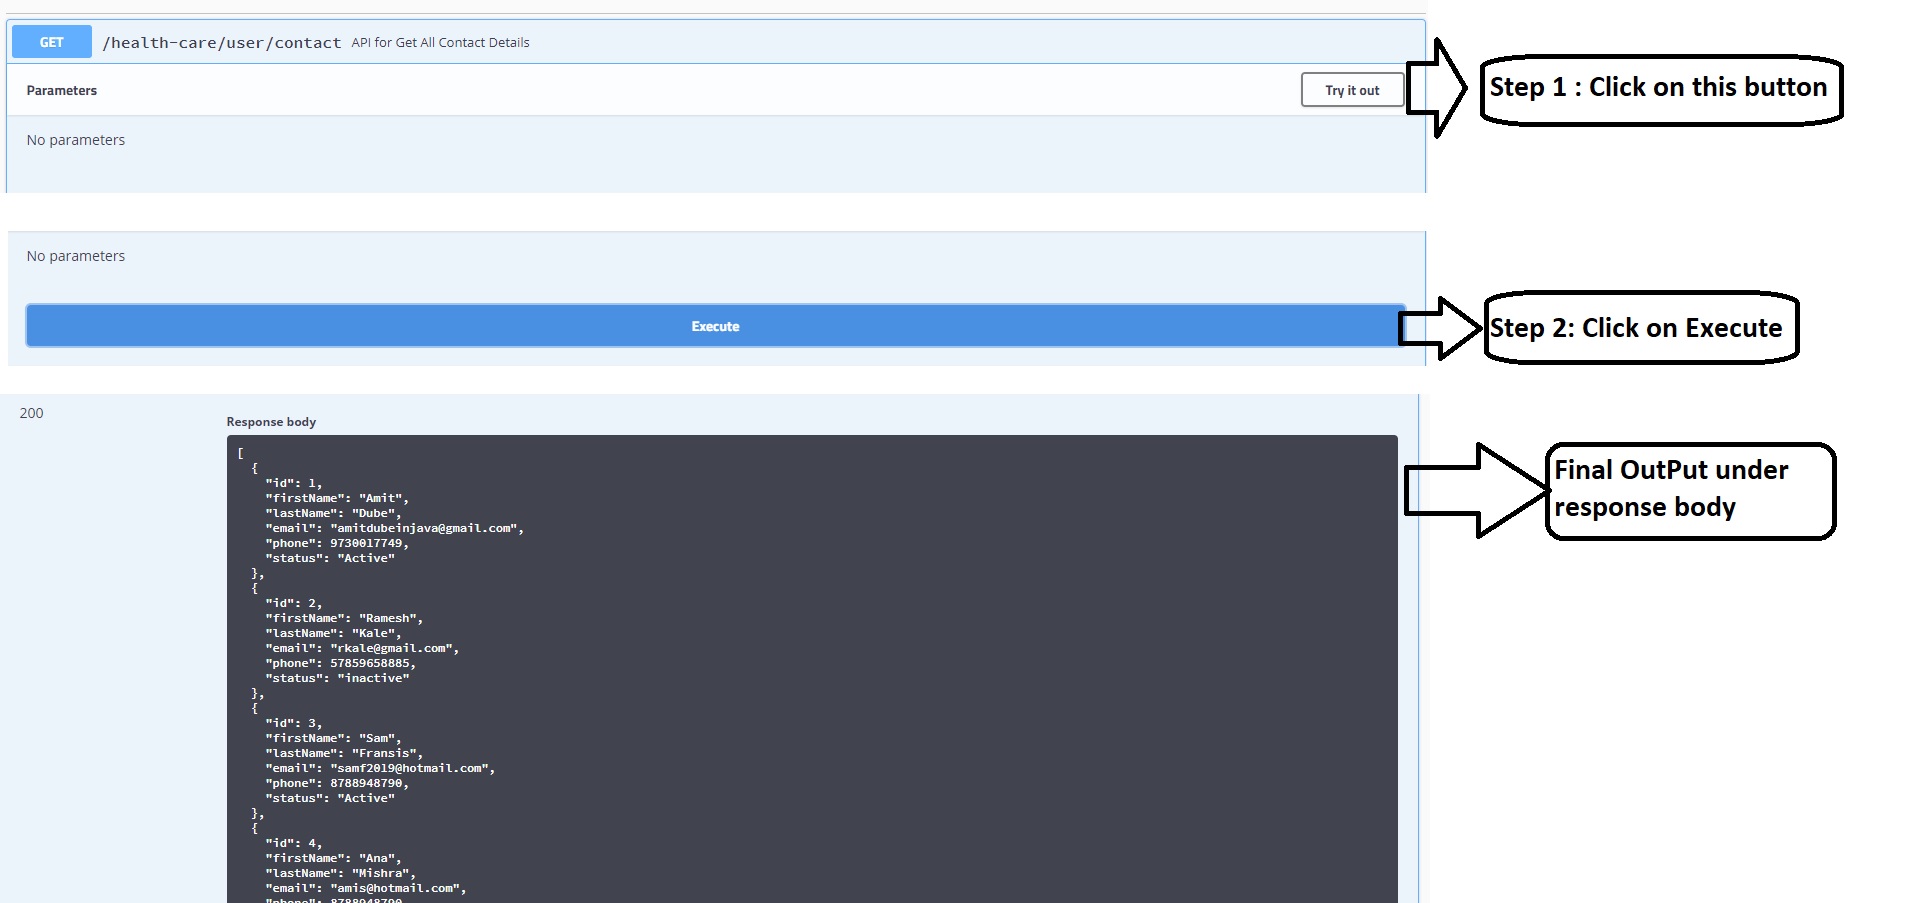 GET /health-care/user/contact API for Get All Contact Details
Parameters
Try it out
Step 1 : Click on this button
No parameters
No parameters
Execute
Step 2: Click on Execute
200
Response body
Final OutPut under
response body
[
{
"id": 1,
"firstName": "Amit",
"lastName": "Dube",
"email": "amitdubeinjava@gmail.com",
"phone": 9730017749,
"status": "Active"
},
{
"id": 2,
"firstName": "Ramesh",
"lastName": "Kale",
"email": "rkale@gmail.com",
"phone": 57859658885,
"status": "inactive"
},
{
"id": 3,
"firstName": "Sam",
"lastName": "Fransis",
"email": "samf2019@hotmail.com",
"phone": 8788948790,
"status": "Active"
},
{
"id": 4,
"firstName": "Ana",
"lastName": "Mishra",
"email": "amis@hotmail.com",
"phone": 8788948790